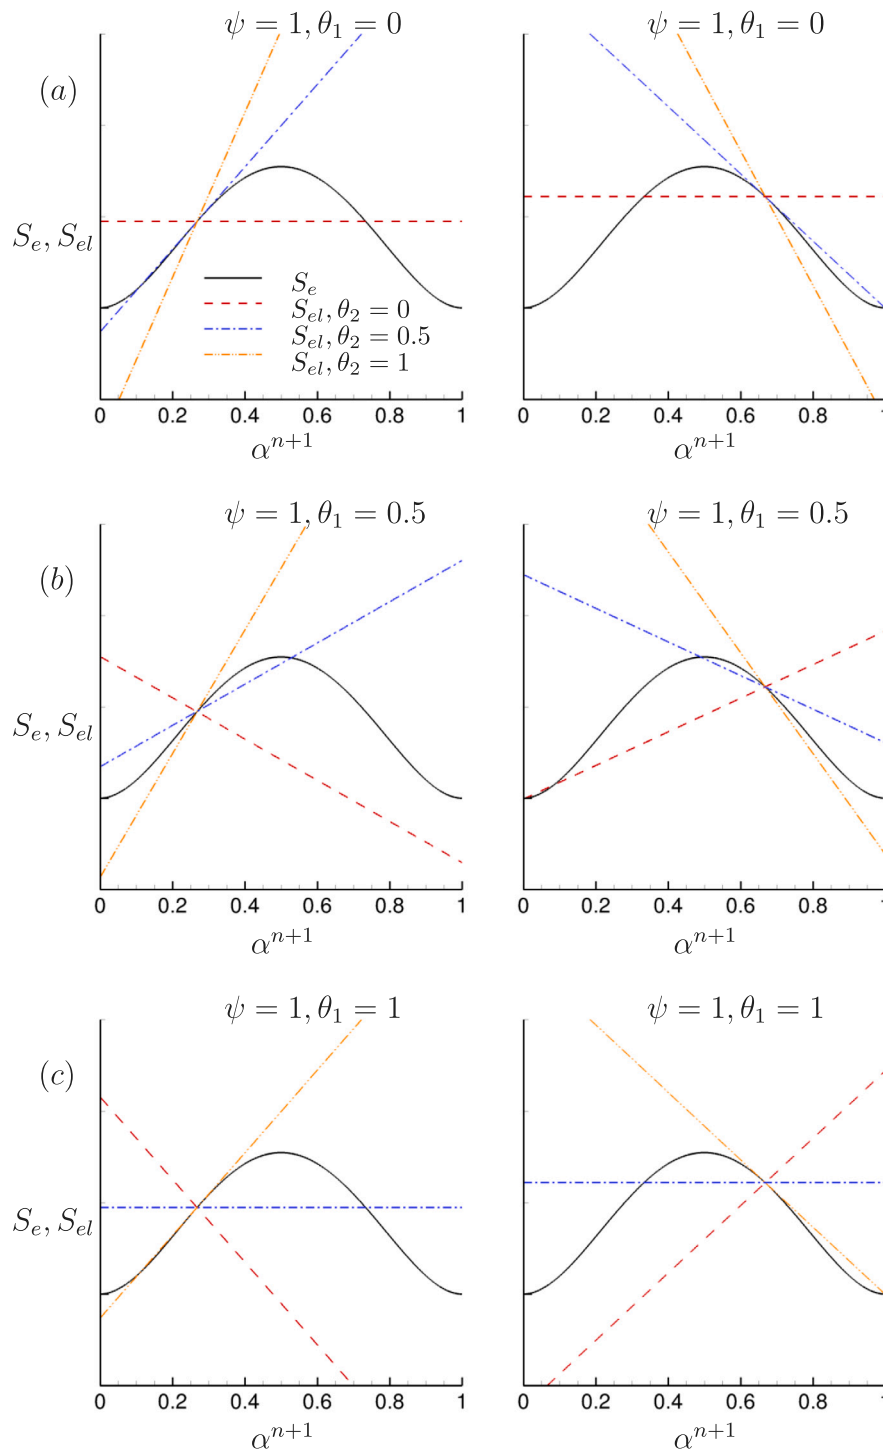 ψ = 1, θ₁ = 0
ψ = 1, θ₁ = 0
(a)
Sₑ, Sₑₗ
Sₑ
Sₑₗ, θ₂ = 0
Sₑₗ, θ₂ = 0.5
Sₑₗ, θ₂ = 1
0 0.2 0.4 0.6 0.8 1
0 0.2 0.4 0.6 0.8 1
αⁿ⁺¹
αⁿ⁺¹
ψ = 1, θ₁ = 0.5
ψ = 1, θ₁ = 0.5
(b)
Sₑ, Sₑₗ
0 0.2 0.4 0.6 0.8 1
0 0.2 0.4 0.6 0.8 1
αⁿ⁺¹
αⁿ⁺¹
ψ = 1, θ₁ = 1
ψ = 1, θ₁ = 1
(c)
Sₑ, Sₑₗ
0 0.2 0.4 0.6 0.8 1
0 0.2 0.4 0.6 0.8 1
αⁿ⁺¹
αⁿ⁺¹